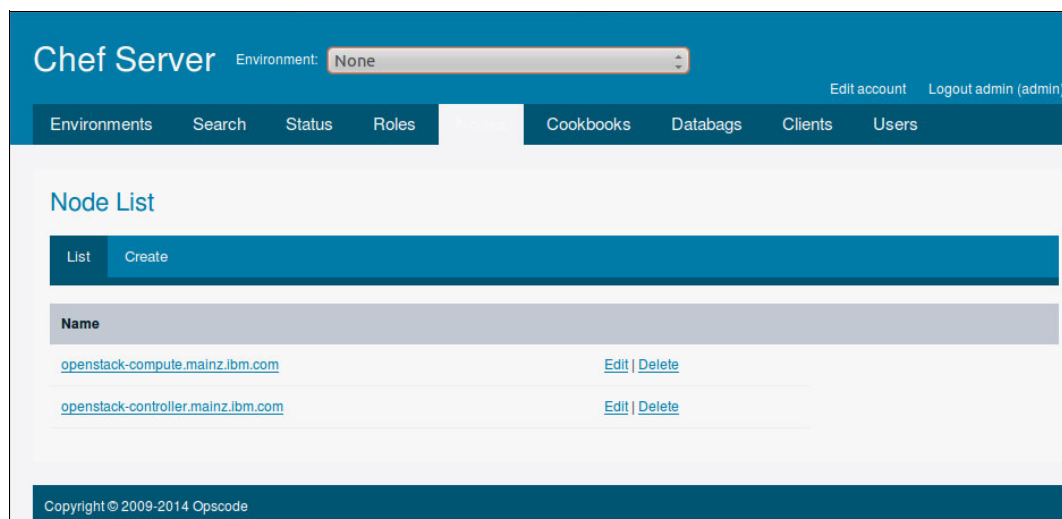 Chef Server Environment: None
Edit account Logout admin (admin)
Environments Search Status Roles Nodes Cookbooks Databags Clients Users
Node List
List Create
Name
openstack-compute.mainz.ibm.com Edit | Delete
openstack-controller.mainz.ibm.com Edit | Delete
Copyright © 2009-2014 Opscode